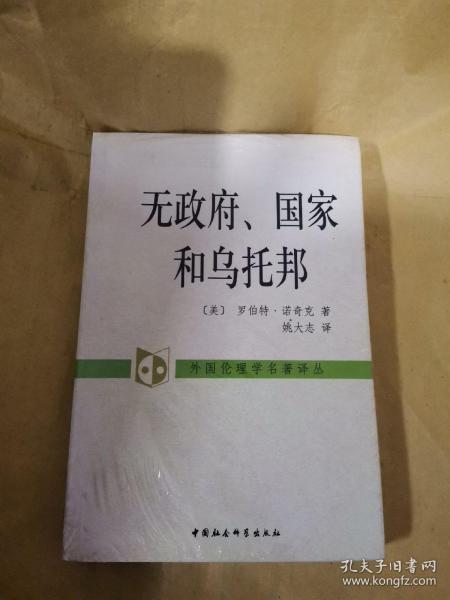 无政府、国家
和乌托邦
〔美〕 罗伯特·诺奇克 著
姚大志 译
外国伦理学名著译丛
中国社会科学出版社
孔夫子旧书网
www.kongfz.com